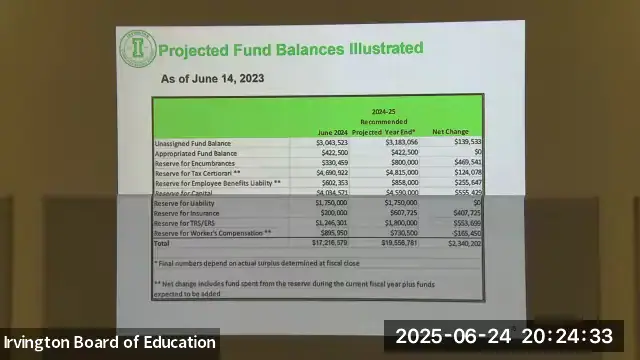 I
Projected Fund Balances Illustrated
As of June 14, 2023
2024-25
Recommended
June 2024 Projected Year End* Net Change
Unassigned Fund Balance $3,043,523 $3,183,056 $139,533
Appropriated Fund Balance $422,500 $422,500 $0
Reserve for Encumbrances $330,459 $800,000 $469,541
Reserve for Tax Certiorari ** $4,690,922 $4,815,000 $124,078
Reserve for Employee Benefits Liability ** $602,353 $858,000 $255,647
Reserve for Capital $4,034,571 $4,590,000 $555,429
Reserve for Liability $1,750,000 $1,750,000 $0
Reserve for Insurance $200,000 $607,725 $407,725
Reserve for TRS/ERS $1,246,301 $1,800,000 $553,699
Reserve for Worker's Compensation ** $895,950 $730,500 $165,450
Total $17,216,579 $19,556,781 $2,340,202
* Final numbers depend on actual surplus determined at fiscal close
** Net change includes fund spent from the reserve during the current fiscal year plus funds
expected to be added
Irvington Board of Education
2025-06-24 20:24:33